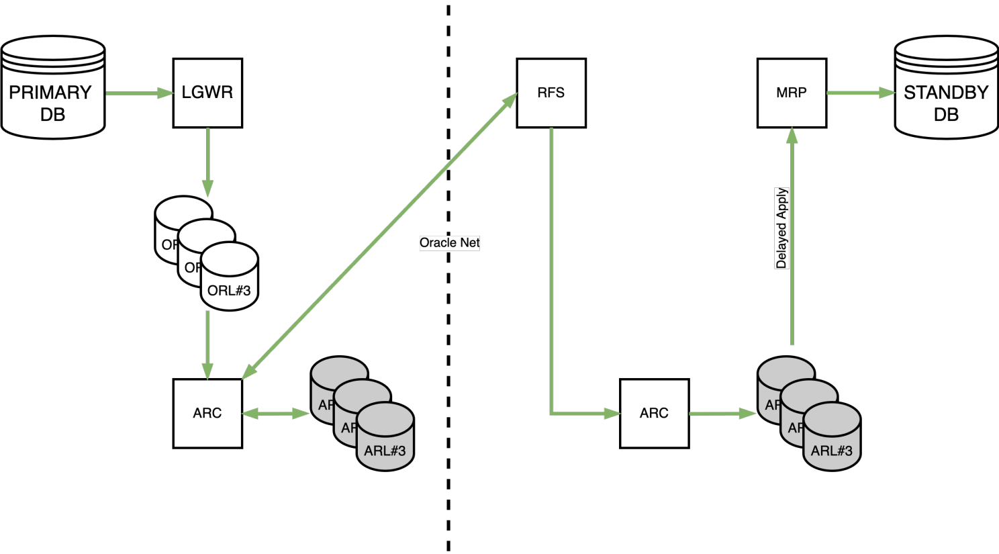 PRIMARY
DB
LGWR
RFS
MRP
STANDBY
DB
ORL#3
Oracle Net
Delayed Apply
ARC
ARL#3
ARC
ARL#3